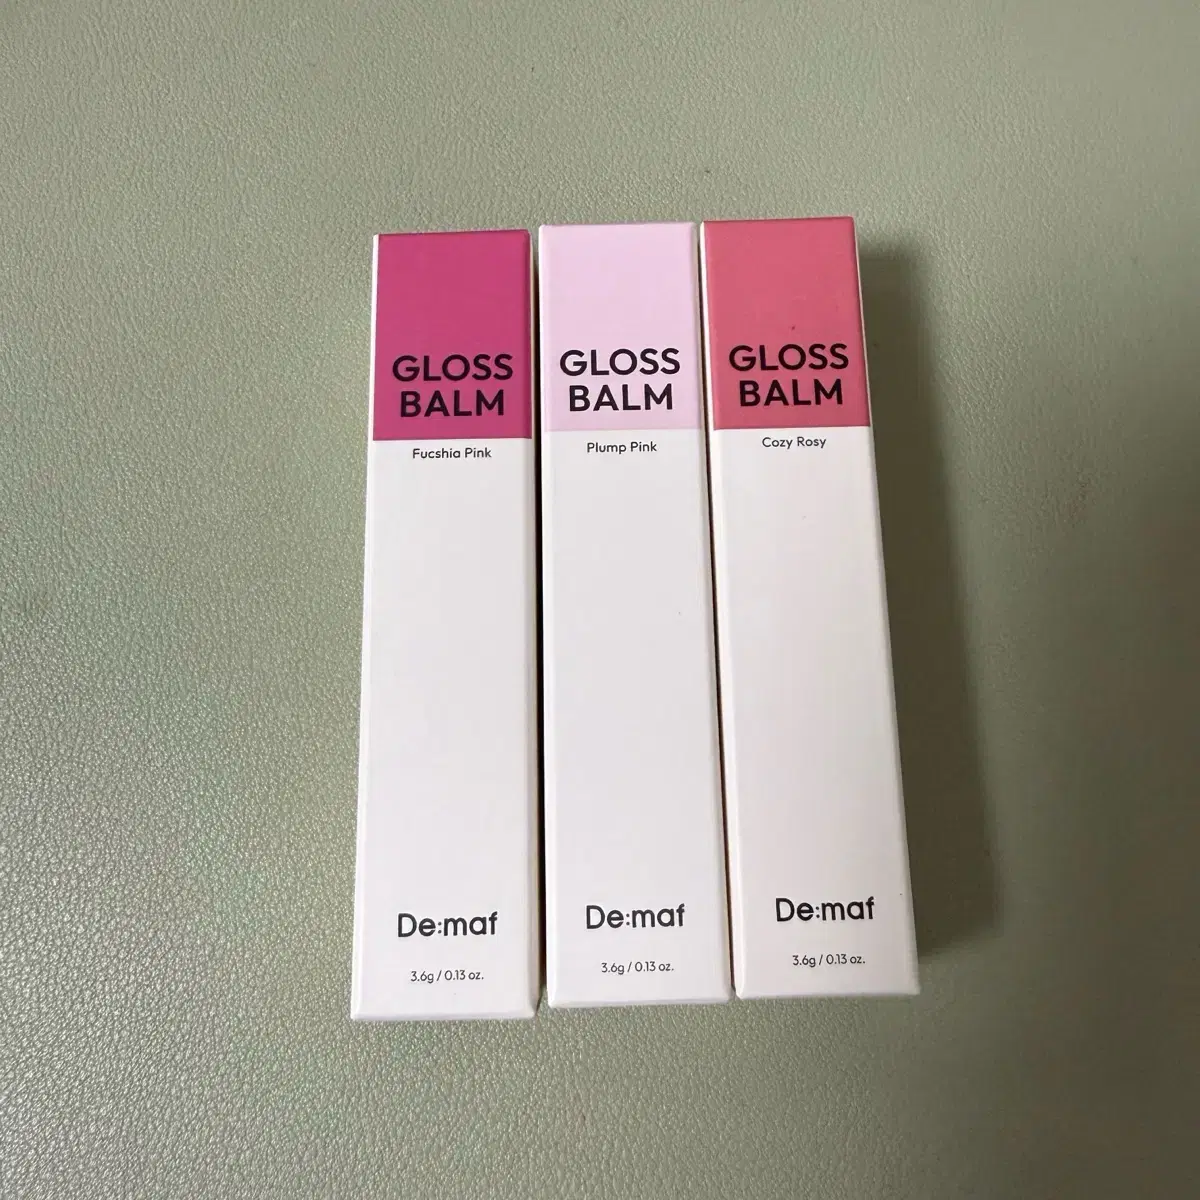 GLOSS
BALM
Fucshia Pink
De:maf
3.6g / 0.13 oz.
GLOSS
BALM
Plump Pink
De:maf
3.6g / 0.13 oz.
GLOSS
BALM
Cozy Rosy
De:maf
3.6g / 0.13 oz.